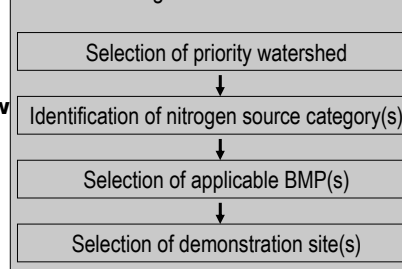 Selection of priority watershed
Identification of nitrogen source category(s)
Selection of applicable BMP(s)
Selection of demonstration site(s)